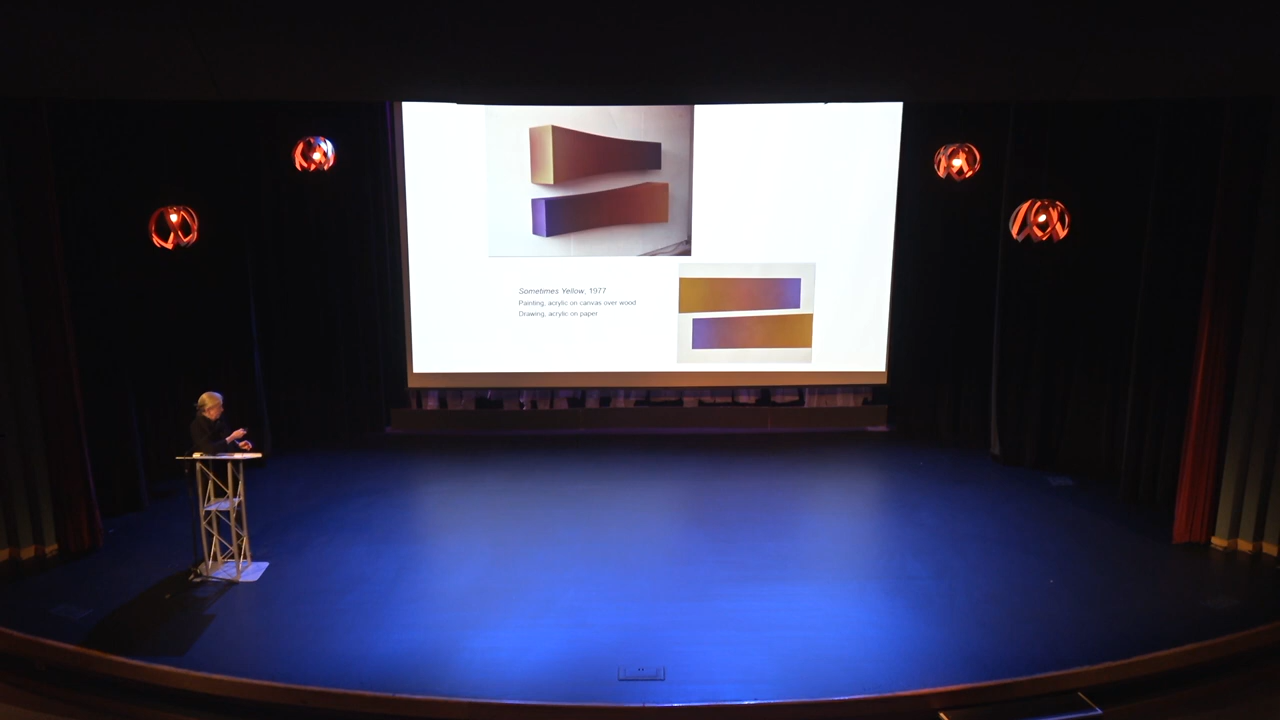 Sometimes Yellow, 1977
Painting, acrylic on canvas over wood
Drawing, acrylic on paper